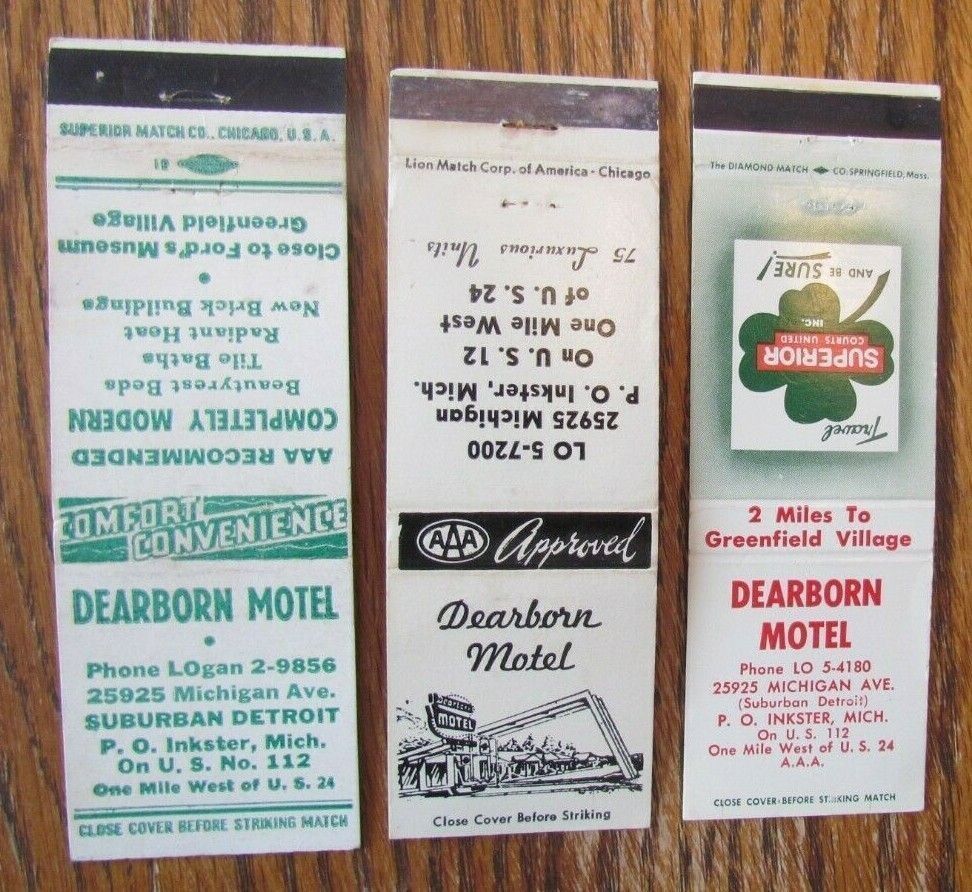 SUPERIOR MATCH CO., CHICAGO, U. S. A.
81
AAA RECOMMENDED
COMPLETELY MODERN
Beautyrest Beds
Tile Baths
Radiant Heat
New Brick Buildings
•
Close to Ford's Museum
Greenfield Village
COMFORT
CONVENIENCE
DEARBORN MOTEL
•
Phone LOgan 2-9856
25925 Michigan Ave.
SUBURBAN DETROIT
P. O. Inkster, Mich.
On U. S. No. 112
One Mile West of U. S. 24
CLOSE COVER BEFORE STRIKING MATCH
Lion Match Corp. of America - Chicago
LO 5-7200
25925 Michigan
P. O. Inkster, Mich.
On U. S. 12
One Mile West
of U. S. 24
75 Luxurious Units
AAA Approved
Dearborn
Motel
Dearborn
MOTEL
Close Cover Before Striking
The DIAMOND MATCH CO. SPRINGFIELD, Mass.
Travel
SUPERIOR
COURTS UNITED
INC.
AND BE SURE!
2 Miles To
Greenfield Village
DEARBORN
MOTEL
Phone LO 5-4180
25925 MICHIGAN AVE.
(Suburban Detroit)
P. O. INKSTER, MICH.
On U. S. 112
One Mile West of U. S. 24
A.A.A.
CLOSE COVER BEFORE STRIKING MATCH